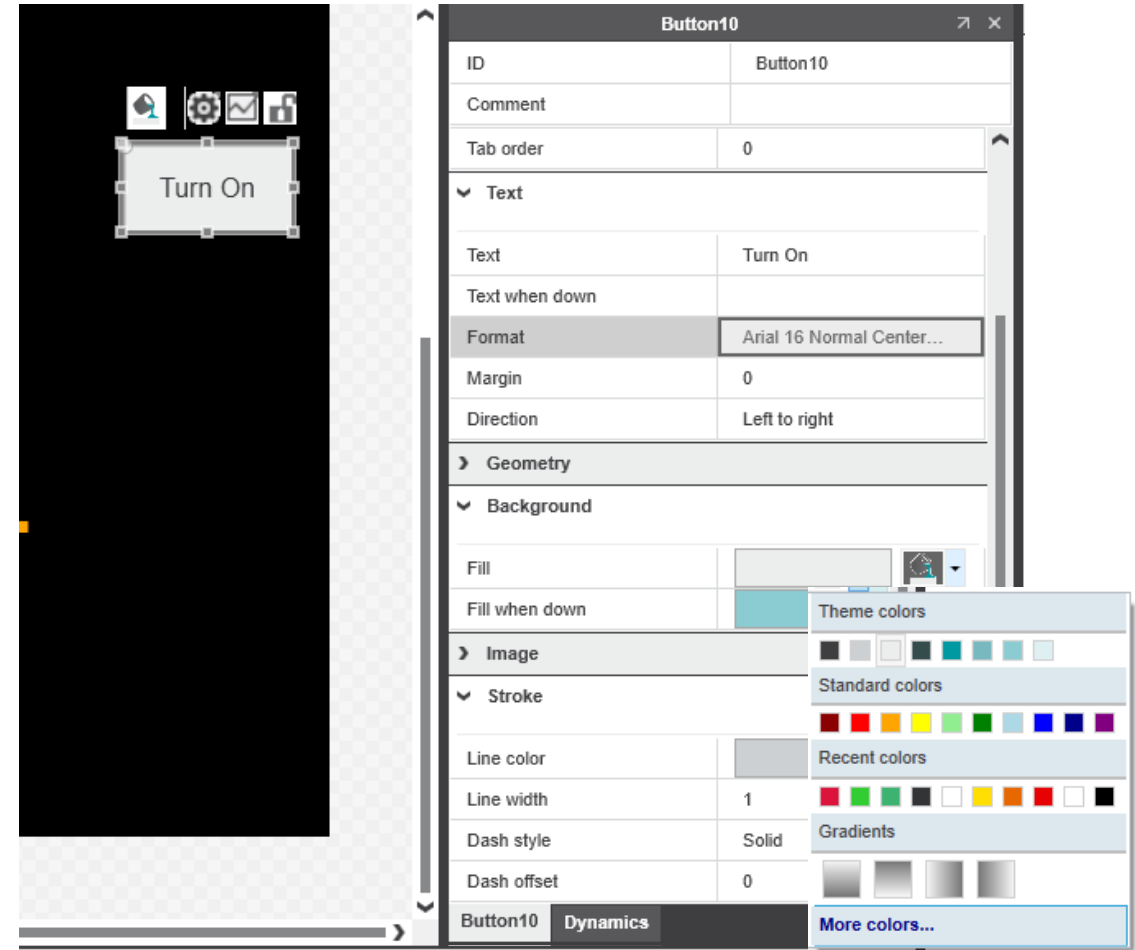 Button10
ID Button10
Comment
Tab order 0
Turn On
Text
Text Turn On
Text when down
Format Arial 16 Normal Center...
Margin 0
Direction Left to right
Geometry
Background
Fill
Fill when down
Theme colors
Image
Standard colors
Stroke
Line color
Recent colors
Line width 1
Dash style Solid
Gradients
Dash offset 0
Button10 Dynamics
More colors...